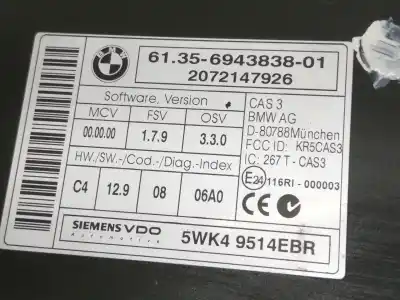 BMW
61.35-6943838-01
2072147926
Software, Version
MCV FSV OSV
00.00.00 1.7.9 3.3.0
HW./SW.-/Cod.-/Diag.-Index
C4 12.9 08 06A0
CAS 3
BMW AG
D-80788München
FCC ID: KR5CAS3
IC: 267 T - CAS3
E24 116RI - 000003
CE
SIEMENS VDO
Automotive
5WK4 9514EBR